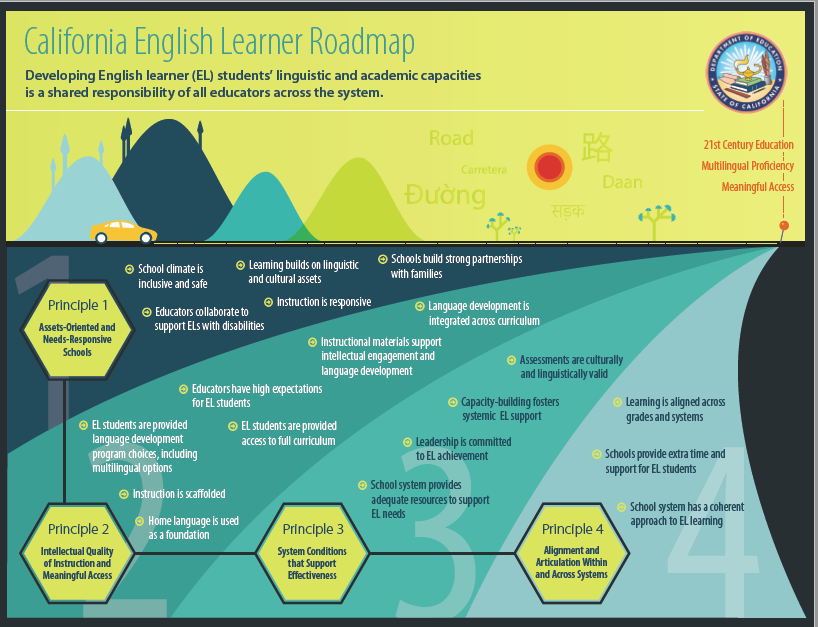 California English Learner Roadmap
Developing English learner (EL) students' linguistic and academic capacities
is a shared responsibility of all educators across the system.
DEPARTMENT OF EDUCATION
STATE OF CALIFORNIA
Road
路
Carretera
Daan
Đường
सड़क
21st Century Education
Multilingual Proficiency
Meaningful Access
1
Principle 1
Assets-Oriented and
Needs-Responsive
Schools
School climate is
inclusive and safe
Learning builds on linguistic
and cultural assets
Schools build strong partnerships
with families
Educators collaborate to
support ELs with disabilities
Instruction is responsive
Language development is
integrated across curriculum
Instructional materials support
intellectual engagement and
language development
Educators have high expectations
for EL students
EL students are provided
language development
program choices, including
multilingual options
EL students are provided
access to full curriculum
Instruction is scaffolded
Home language is used
as a foundation
2
Principle 2
Intellectual Quality
of Instruction and
Meaningful Access
Assessments are culturally
and linguistically valid
Capacity-building fosters
systemic EL support
Leadership is committed
to EL achievement
School system provides
adequate resources to support
EL needs
3
Principle 3
System Conditions
that Support
Effectiveness
Learning is aligned across
grades and systems
Schools provide extra time and
support for EL students
School system has a coherent
approach to EL learning
4
Principle 4
Alignment and
Articulation Within
and Across Systems